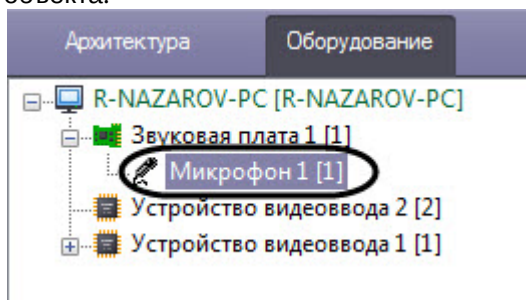 объекта.
Архитектура Оборудование
R-NAZAROV-PC [R-NAZAROV-PC]
Звуковая плата 1 [1]
Микрофон 1 [1]
Устройство видеоввода 2 [2]
Устройство видеоввода 1 [1]